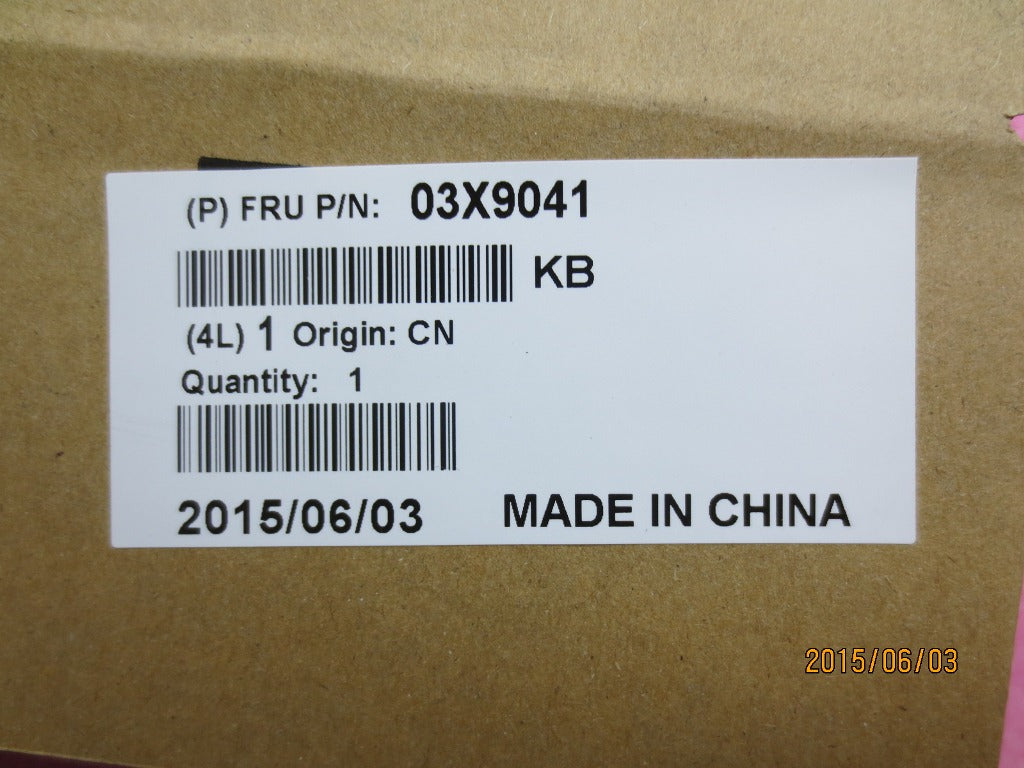 (P) FRU P/N: 03X9041
KB
(4L) 1 Origin: CN
Quantity: 1
2015/06/03 MADE IN CHINA
2015/06/03